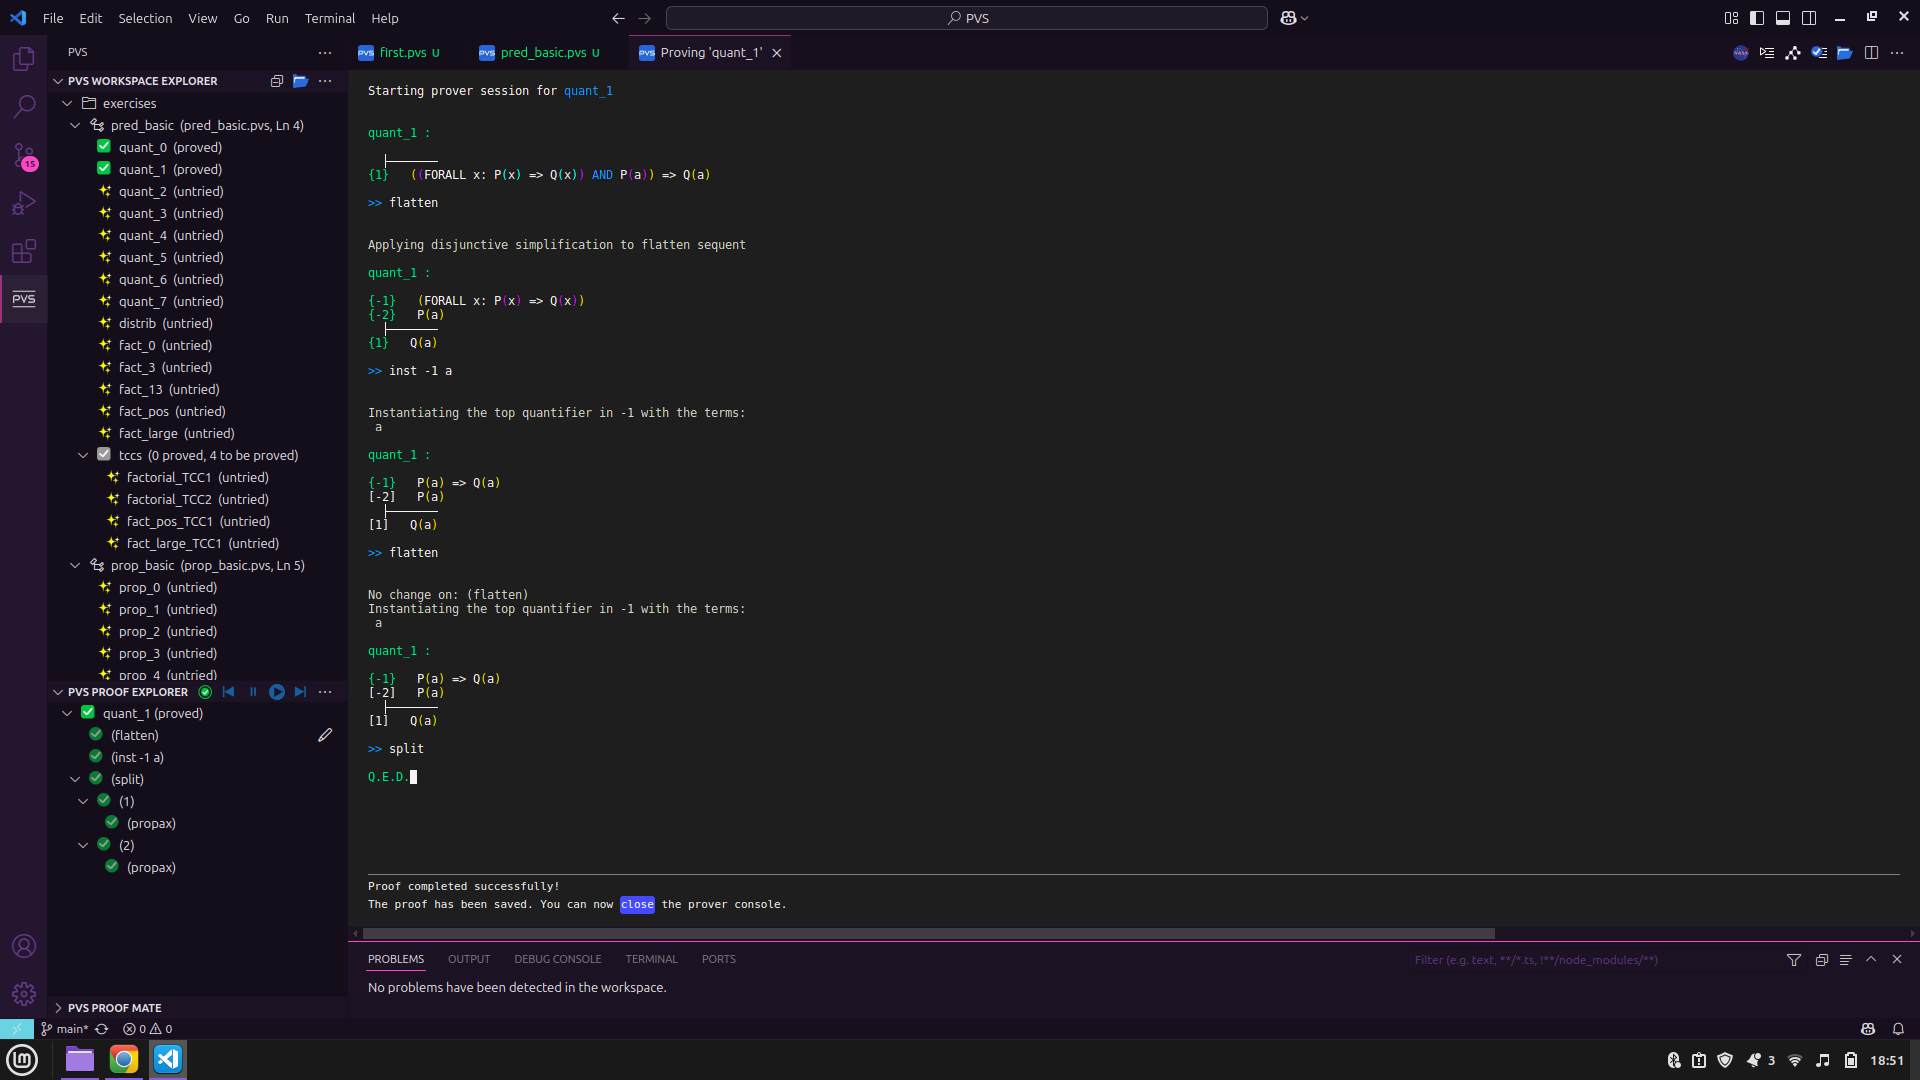 File Edit Selection View Go Run Terminal Help
PVS
PVS
first.pvs U
pred_basic.pvs U
Proving 'quant_1'
PVS WORKSPACE EXPLORER
exercises
pred_basic (pred_basic.pvs, Ln 4)
quant_0 (proved)
quant_1 (proved)
quant_2 (untried)
quant_3 (untried)
quant_4 (untried)
quant_5 (untried)
quant_6 (untried)
quant_7 (untried)
distrib (untried)
fact_0 (untried)
fact_3 (untried)
fact_13 (untried)
fact_pos (untried)
fact_large (untried)
tccs (0 proved, 4 to be proved)
factorial_TCC1 (untried)
factorial_TCC2 (untried)
fact_pos_TCC1 (untried)
fact_large_TCC1 (untried)
prop_basic (prop_basic.pvs, Ln 5)
prop_0 (untried)
prop_1 (untried)
prop_2 (untried)
prop_3 (untried)
prop_4 (untried)
15
PVS
PVS PROOF EXPLORER
quant_1 (proved)
(flatten)
(inst -1 a)
(split)
(1)
(propax)
(2)
(propax)
PVS PROOF MATE
Starting prover session for quant_1
quant_1 :
{1} ((FORALL x: P(x) => Q(x)) AND P(a)) => Q(a)
>> flatten
Applying disjunctive simplification to flatten sequent
quant_1 :
{-1} (FORALL x: P(x) => Q(x))
{-2} P(a)
{1} Q(a)
>> inst -1 a
Instantiating the top quantifier in -1 with the terms:
a
quant_1 :
{-1} P(a) => Q(a)
[-2] P(a)
[1] Q(a)
>> flatten
No change on: (flatten)
Instantiating the top quantifier in -1 with the terms:
a
quant_1 :
{-1} P(a) => Q(a)
[-2] P(a)
[1] Q(a)
>> split
Q.E.D.
Proof completed successfully!
The proof has been saved. You can now close the prover console.
PROBLEMS OUTPUT DEBUG CONSOLE TERMINAL PORTS
Filter (e.g. text, **/*.ts, !**/node_modules/**)
No problems have been detected in the workspace.
main* 0 0
3 18:51